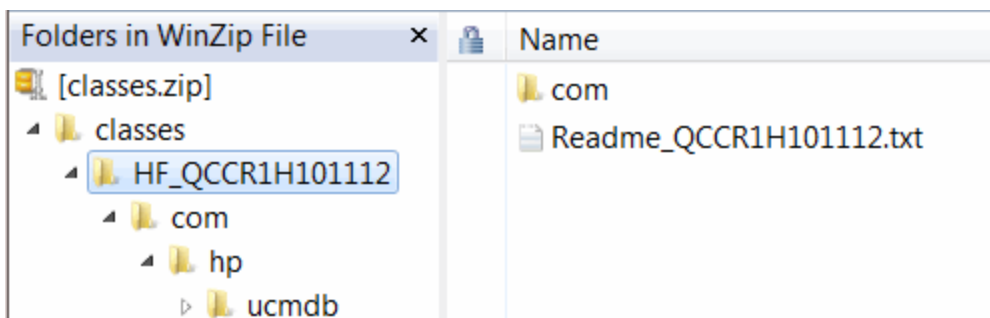 Folders in WinZip File
Name
[classes.zip]
com
classes
Readme_QCCR1H101112.txt
HF_QCCR1H101112
com
hp
ucmdb